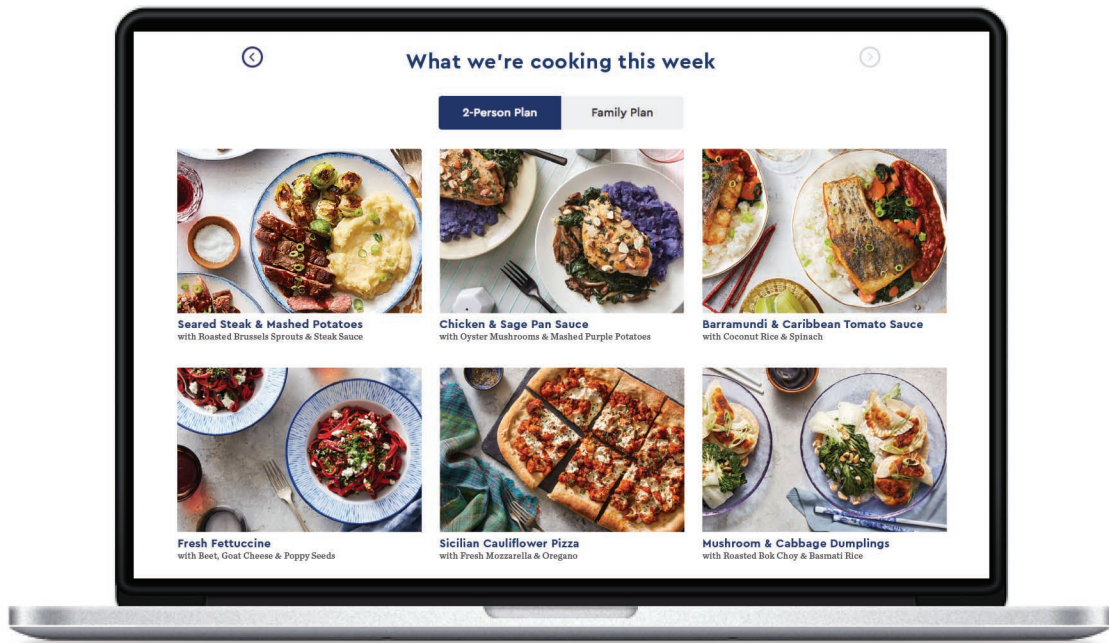 What we're cooking this week
2-Person Plan
Family Plan
Seared Steak & Mashed Potatoes
with Roasted Brussels Sprouts & Steak Sauce
Chicken & Sage Pan Sauce
with Oyster Mushrooms & Mashed Purple Potatoes
Barramundi & Caribbean Tomato Sauce
with Coconut Rice & Spinach
Fresh Fettuccine
with Beet, Goat Cheese & Poppy Seeds
Sicilian Cauliflower Pizza
with Fresh Mozzarella & Oregano
Mushroom & Cabbage Dumplings
with Roasted Bok Choy & Basmati Rice